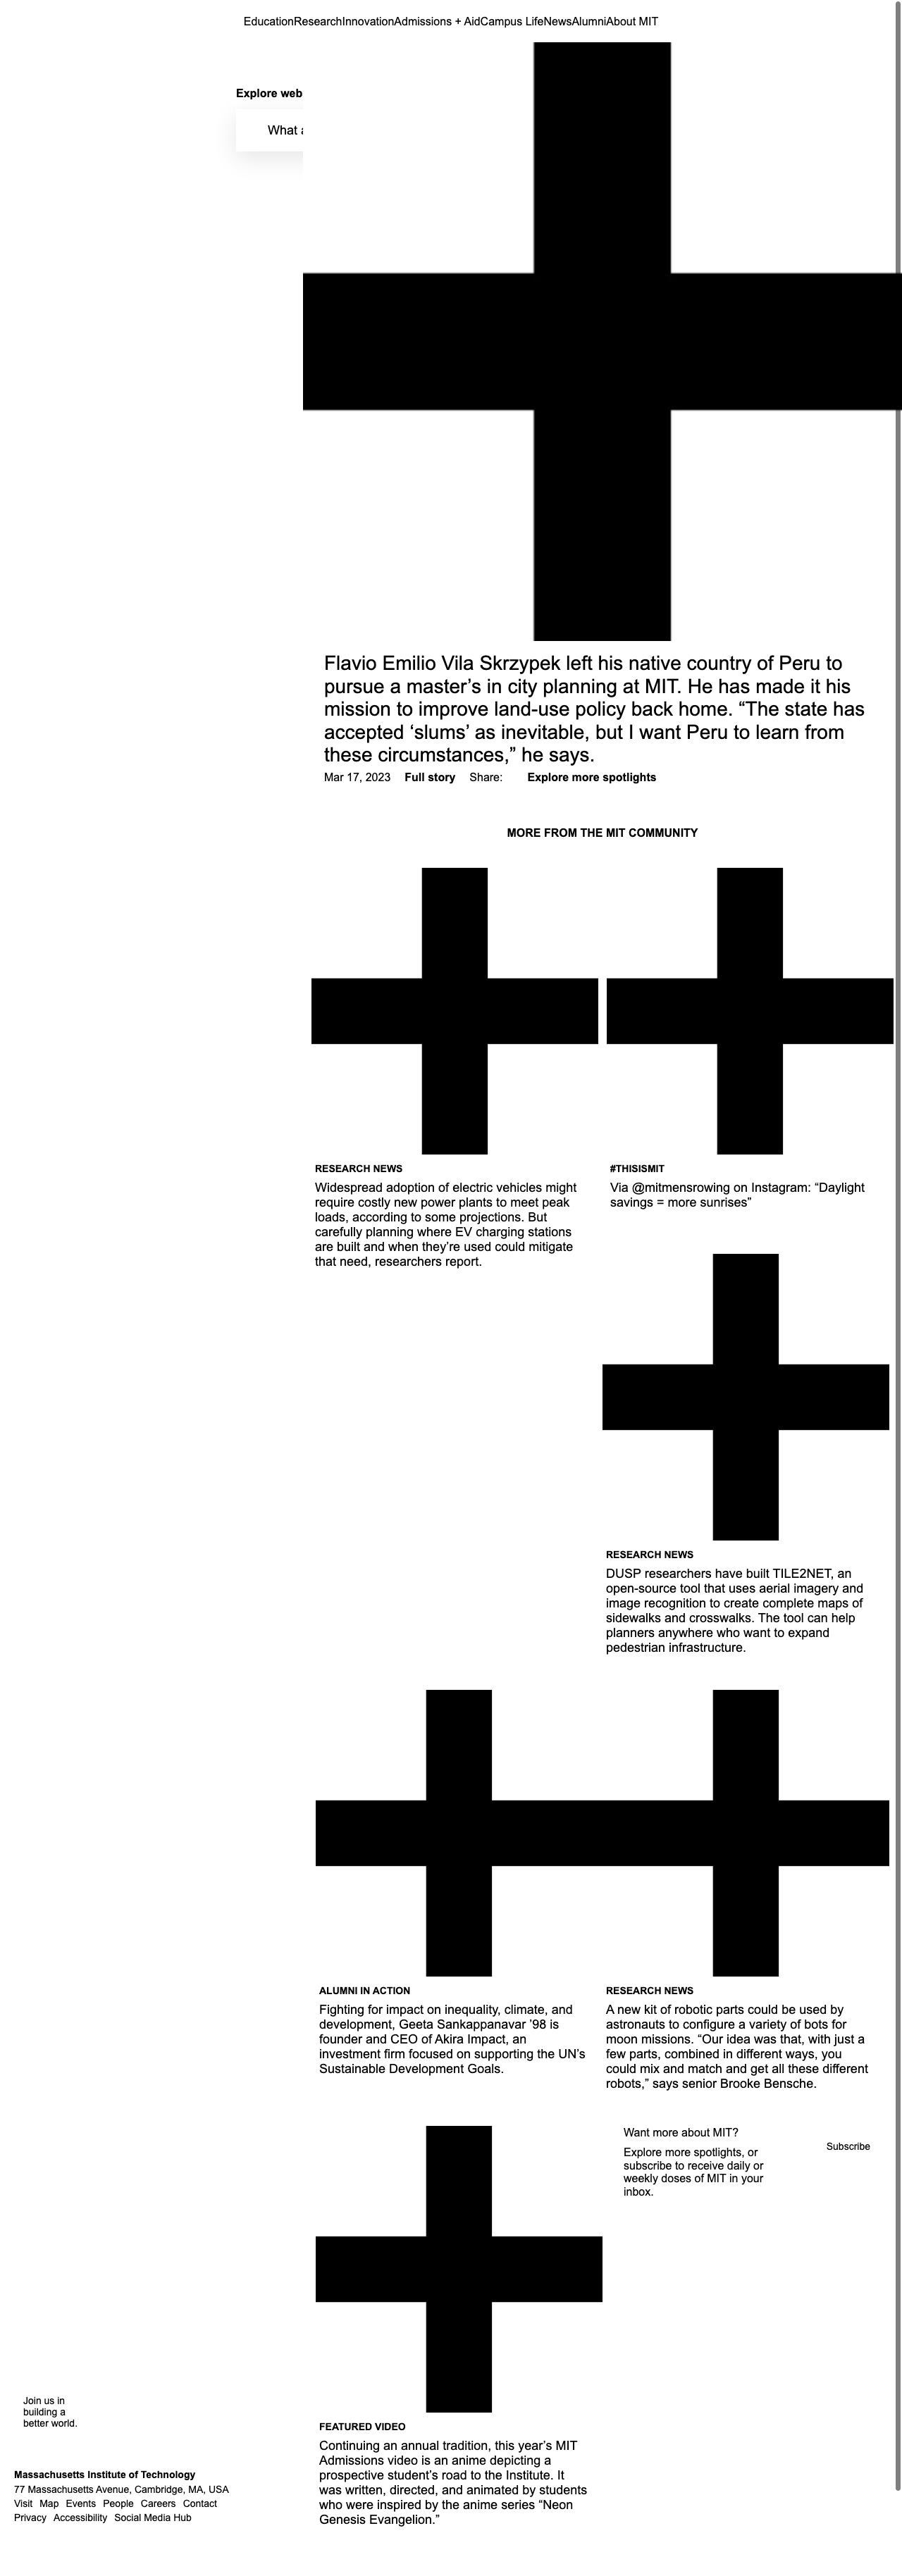 EducationResearchInnovationAdmissions + AidCampus LifeNewsAlumniAbout MIT
Explore web
What
Flavio Emilio Vila Skrzypek left his native country of Peru to
pursue a master’s in city planning at MIT. He has made it his
mission to improve land-use policy back home. “The state has
accepted ‘slums’ as inevitable, but I want Peru to learn from
these circumstances,” he says.
Mar 17, 2023 Full story Share: Explore more spotlights
MORE FROM THE MIT COMMUNITY
RESEARCH NEWS
Widespread adoption of electric vehicles might
require costly new power plants to meet peak
loads, according to some projections. But
carefully planning where EV charging stations
are built and when they’re used could mitigate
that need, researchers report.
#THISISMIT
Via @mitmensrowing on Instagram: “Daylight
savings = more sunrises”
RESEARCH NEWS
DUSP researchers have built TILE2NET, an
open-source tool that uses aerial imagery and
image recognition to create complete maps of
sidewalks and crosswalks. The tool can help
planners anywhere who want to expand
pedestrian infrastructure.
ALUMNI IN ACTION
Fighting for impact on inequality, climate, and
development, Geeta Sankappanavar ’98 is
founder and CEO of Akira Impact, an
investment firm focused on supporting the UN’s
Sustainable Development Goals.
RESEARCH NEWS
A new kit of robotic parts could be used by
astronauts to configure a variety of bots for
moon missions. “Our idea was that, with just a
few parts, combined in different ways, you
could mix and match and get all these different
robots,” says senior Brooke Bensche.
Want more about MIT?
Explore more spotlights, or
subscribe to receive daily or
weekly doses of MIT in your
inbox.
Subscribe
FEATURED VIDEO
Continuing an annual tradition, this year’s MIT
Admissions video is an anime depicting a
prospective student’s road to the Institute. It
was written, directed, and animated by students
who were inspired by the anime series “Neon
Genesis Evangelion.”
Join us in
building a
better world.
Massachusetts Institute of Technology
77 Massachusetts Avenue, Cambridge, MA, USA
Visit Map Events People Careers Contact
Privacy Accessibility Social Media Hub